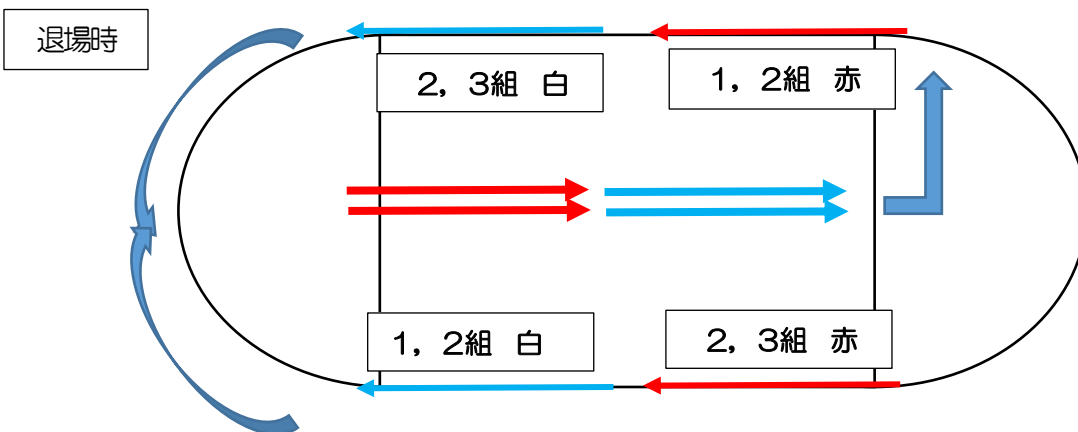 退場時
2，3組 白
1，2組 赤
1，2組 白
2，3組 赤